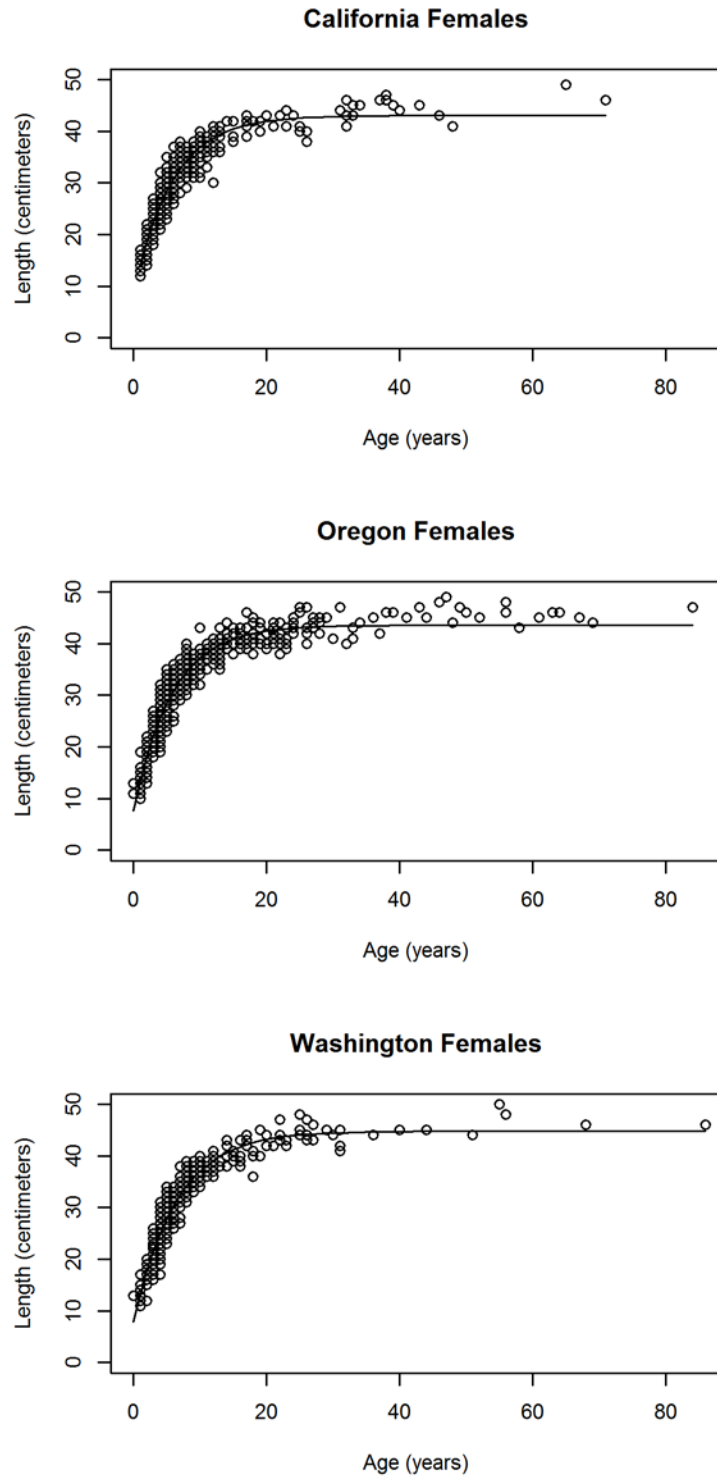 California Females
50
40
30
20
10
0
Length (centimeters)
0 20 40 60 80
Age (years)
Oregon Females
50
40
30
20
10
0
Length (centimeters)
0 20 40 60 80
Age (years)
Washington Females
50
40
30
20
10
0
Length (centimeters)
0 20 40 60 80
Age (years)